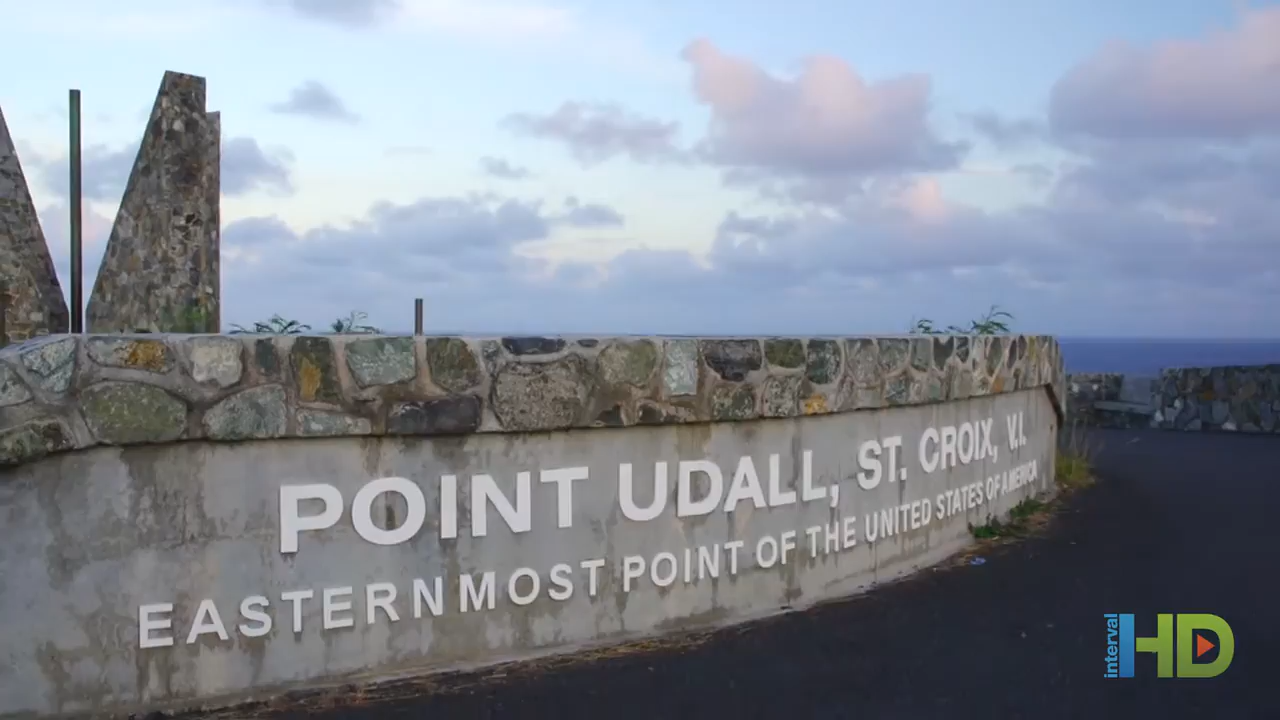 POINT UDALL, ST. CROIX, V.I.
EASTERNMOST POINT OF THE UNITED STATES OF AMERICA
interval HD